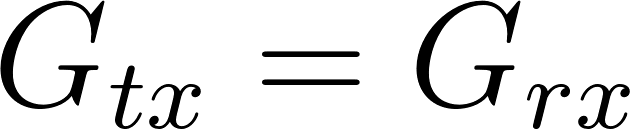 G_{tx} = G_{rx}